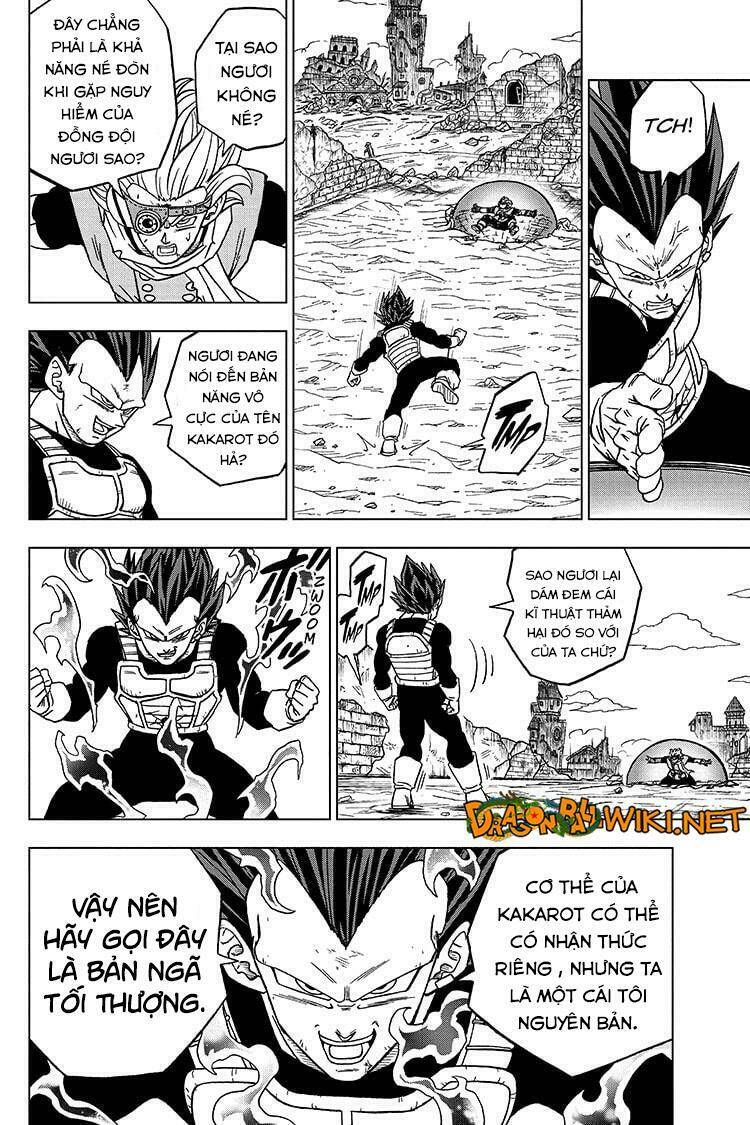 TCH!
TMP
TMP
TẠI SAO
NGƯƠI
KHÔNG
NÉ?
ĐÂY CHẲNG
PHẢI LÀ KHẢ
NĂNG NÉ ĐÒN
KHI GẶP NGUY
HIỂM CỦA
ĐỒNG ĐỘI
NGƯƠI SAO?
NGƯƠI ĐANG
NÓI ĐẾN BẢN
NĂNG VÔ
CỰC CỦA TÊN
KAKAROT ĐÓ
HẢ?
SAO NGƯƠI LẠI
DÁM ĐEM CÁI
KĨ THUẬT THẢM
HẠI ĐÓ SO VỚI
CỦA TA CHỨ?
TMP
TMP
ZWOOM
DRAGON BALL WIKI.NET
CƠ THỂ CỦA
KAKAROT CÓ THỂ
CÓ NHẬN THỨC
RIÊNG , NHƯNG TA
LÀ MỘT CÁI TÔI
NGUYÊN BẢN.
VẬY NÊN
HÃY GỌI ĐÂY
LÀ BẢN NGÃ
TỐI THƯỢNG.